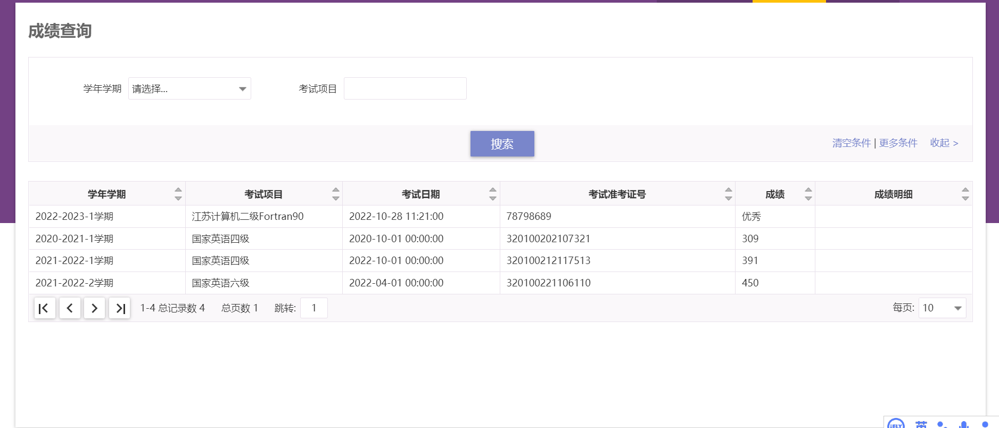 成绩查询
学年学期 请选择... 考试项目
搜索 清空条件 | 更多条件 收起 >
学年学期 考试项目 考试日期 考试准考证号 成绩 成绩明细
2022-2023-1学期 江苏计算机二级Fortran90 2022-10-28 11:21:00 78798689 优秀
2020-2021-1学期 国家英语四级 2020-10-01 00:00:00 320100202107321 309
2021-2022-1学期 国家英语四级 2022-10-01 00:00:00 320100212117513 391
2021-2022-2学期 国家英语六级 2022-04-01 00:00:00 320100221106110 450
1-4 总记录数 4 总页数 1 跳转: 1 每页: 10
iFLY 英